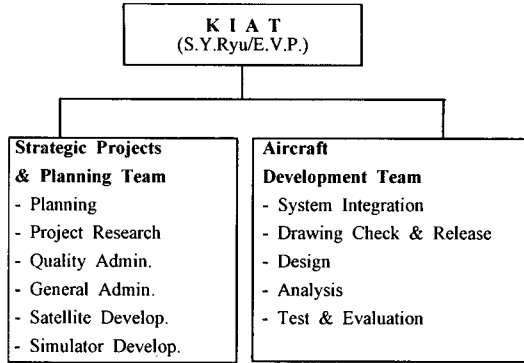 K I A T
(S.Y.Ryu/E.V.P.)
Strategic Projects
& Planning Team
- Planning
- Project Research
- Quality Admin.
- General Admin.
- Satellite Develop.
- Simulator Develop.
Aircraft
Development Team
- System Integration
- Drawing Check & Release
- Design
- Analysis
- Test & Evaluation